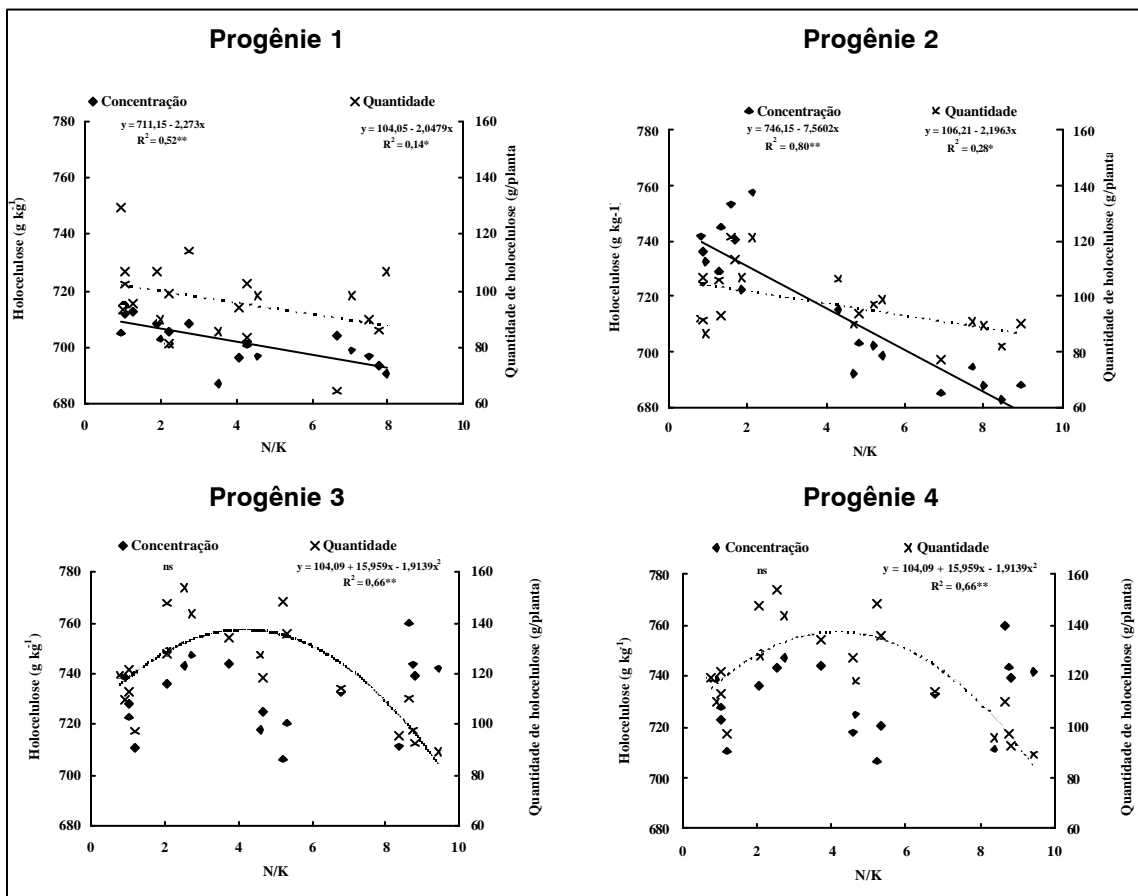 Progênie 1
Concentração
Quantidade
y = 711,15 - 2,273x
R² = 0,52**
y = 104,05 - 2,0479x
R² = 0,14*
Holocelulose (g kg⁻¹)
780
760
740
720
700
680
160
140
120
100
80
60
Quantidade de holocelulose (g/planta)
0 2 4 6 8 10
N/K
Progênie 2
Concentração
Quantidade
y = 746,15 - 7,5602x
R² = 0,80**
y = 106,21 - 2,1963x
R² = 0,28*
Holocelulose (g kg-1)
780
760
740
720
700
680
160
140
120
100
80
60
Quantidade de holocelulose (g/planta)
0 2 4 6 8 10
N/K
Progênie 3
Concentração
Quantidade
ns
y = 104,09 + 15,959x - 1,9139x²
R² = 0,66**
Holocelulose (g kg⁻¹)
780
760
740
720
700
680
160
140
120
100
80
60
Quantidade de holocelulose (g/planta)
0 2 4 6 8 10
N/K
Progênie 4
Concentração
Quantidade
ns
y = 104,09 + 15,959x - 1,9139x²
R² = 0,66**
Holocelulose (g kg⁻¹)
780
760
740
720
700
680
160
140
120
100
80
60
Quantidade de holocelulose (g/planta)
0 2 4 6 8 10
N/K